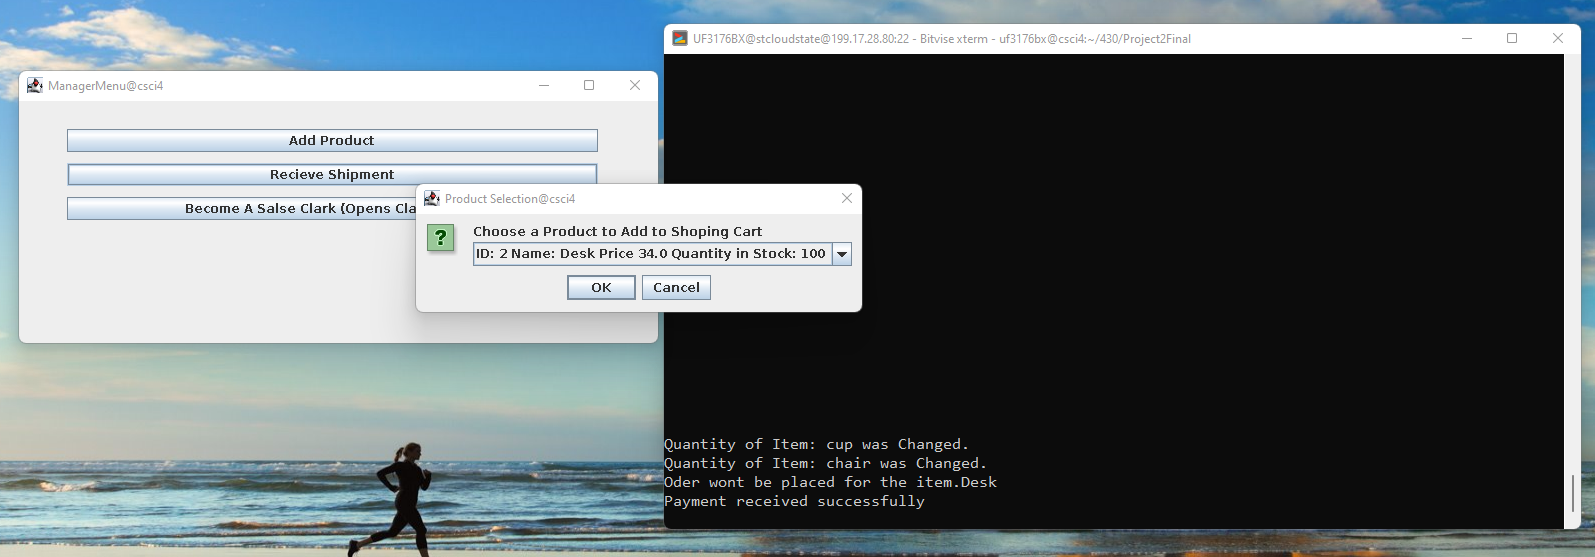 ManagerMenu@csci4
Add Product
Recieve Shipment
Become A Salse Clark (Opens Cla
Product Selection@csci4
Choose a Product to Add to Shoping Cart
ID: 2 Name: Desk Price 34.0 Quantity in Stock: 100
OK
Cancel
UF3176BX@stcloudstate@199.17.28.80:22 - Bitvise xterm - uf3176bx@csci4:~/430/Project2Final
Quantity of Item: cup was Changed.
Quantity of Item: chair was Changed.
Oder wont be placed for the item.Desk
Payment received successfully